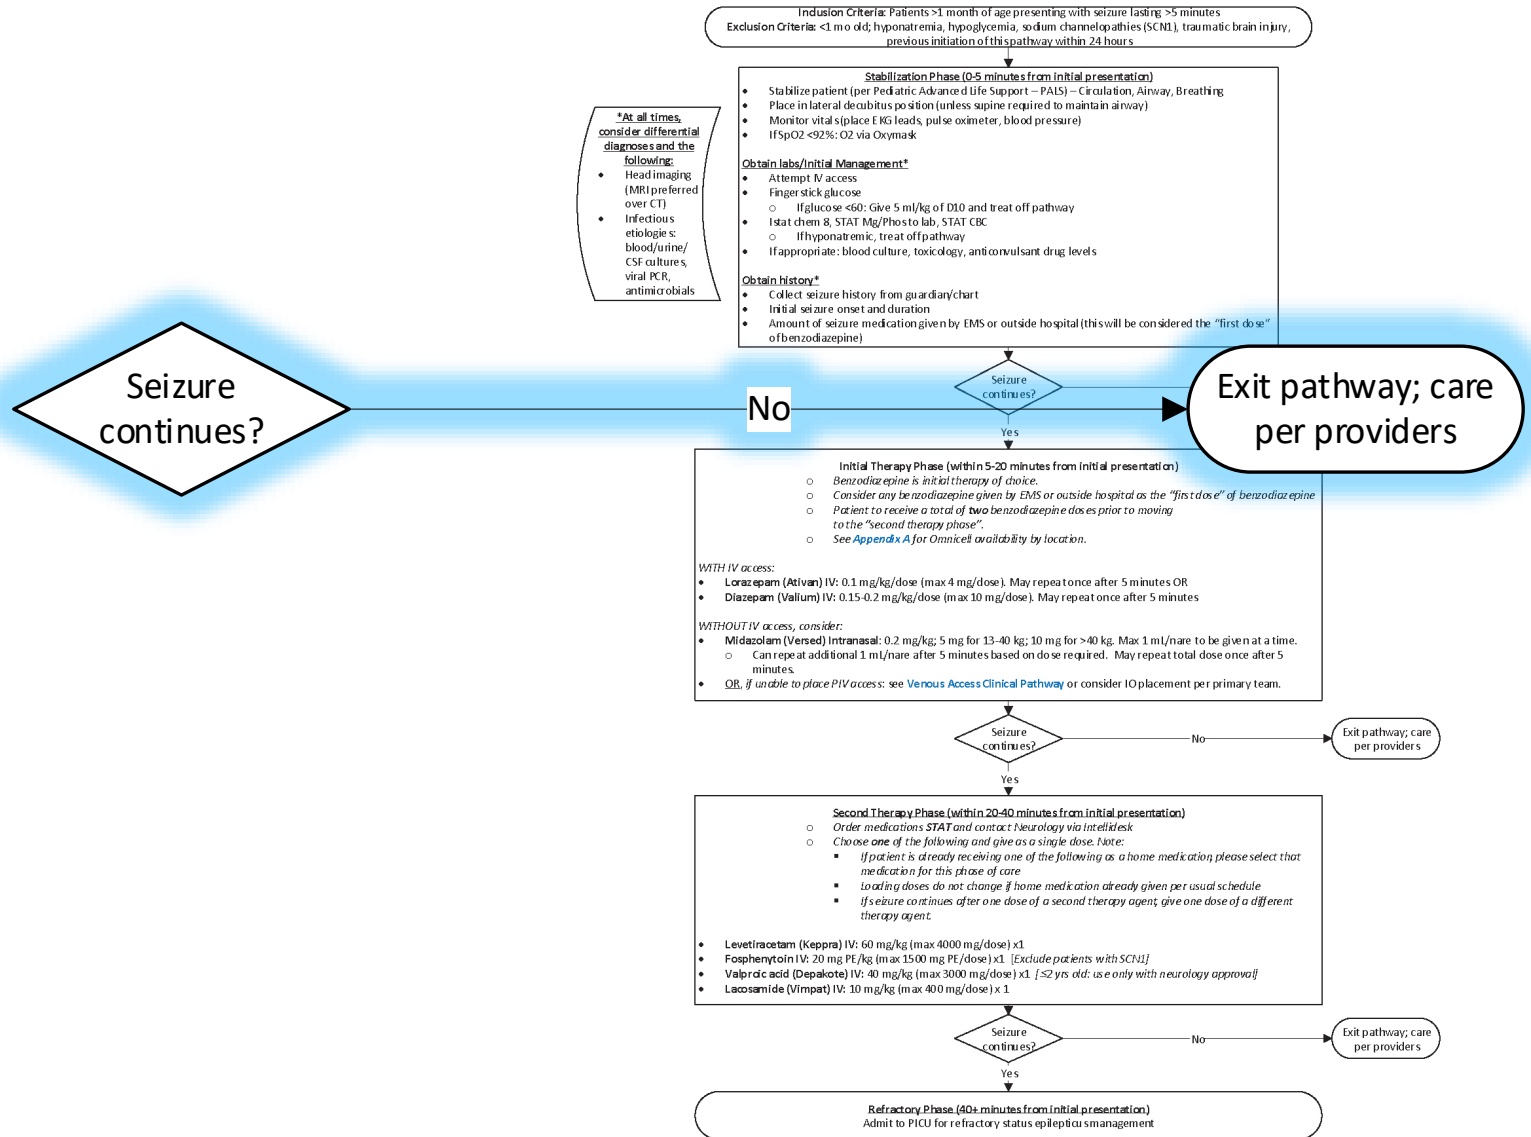 Inclusion Criteria: Patients >1 month of age presenting with seizure lasting >5 minutes
Exclusion Criteria: <1 mo old; hyponatremia, hypoglycemia, sodium channelopathies (SCN1), traumatic brain injury,
previous initiation of this pathway within 24 hours
Stabilization Phase (0-5 minutes from initial presentation)
• Stabilize patient (per Pediatric Advanced Life Support – PALS) – Circulation, Airway, Breathing
• Place in lateral decubitus position (unless supine required to maintain airway)
• Monitor vitals (place EKG leads, pulse oximeter, blood pressure)
• If SpO2 <92%: O2 via Oxymask
Obtain labs/Initial Management*
• Attempt IV access
• Fingerstick glucose
o If glucose <60: Give 5 ml/kg of D10 and treat off pathway
• Istat chem 8, STAT Mg/Phos to lab, STAT CBC
o If hyponatremic, treat off pathway
• If appropriate: blood culture, toxicology, anticonvulsant drug levels
Obtain history*
• Collect seizure history from guardian/chart
• Initial seizure onset and duration
• Amount of seizure medication given by EMS or outside hospital (this will be considered the “first dose”
of benzodiazepine)
*At all times,
consider differential
diagnoses and the
following:
• Head imaging
(MRI preferred
over CT)
• Infectious
etiologies:
blood/urine/
CSF cultures,
viral PCR,
antimicrobials
Seizure
continues?
No
Exit pathway; care
per providers
Seizure
continues?
Yes
Initial Therapy Phase (within 5-20 minutes from initial presentation)
o Benzodiazepine is initial therapy of choice.
o Consider any benzodiazepine given by EMS or outside hospital as the “first dose” of benzodiazepine
o Patient to receive a total of two benzodiazepine doses prior to moving
to the “second therapy phase”.
o See Appendix A for Omnicell availability by location.
WITH IV access:
• Lorazepam (Ativan) IV: 0.1 mg/kg/dose (max 4 mg/dose). May repeat once after 5 minutes OR
• Diazepam (Valium) IV: 0.15-0.2 mg/kg/dose (max 10 mg/dose). May repeat once after 5 minutes
WITHOUT IV access, consider:
• Midazolam (Versed) Intranasal: 0.2 mg/kg; 5 mg for 13-40 kg; 10 mg for >40 kg. Max 1 mL/nare to be given at a time.
o Can repeat additional 1 mL/nare after 5 minutes based on dose required. May repeat total dose once after 5
minutes.
• OR, if unable to place PIV access: see Venous Access Clinical Pathway or consider IO placement per primary team.
Seizure
continues?
No
Exit pathway; care
per providers
Yes
Second Therapy Phase (within 20-40 minutes from initial presentation)
o Order medications STAT and contact Neurology via Intellidesk
o Choose one of the following and give as a single dose. Note:
▪ If patient is already receiving one of the following as a home medication, please select that
medication for this phase of care
▪ Loading doses do not change if home medication already given per usual schedule
▪ If seizure continues after one dose of a second therapy agent, give one dose of a different
therapy agent.
• Levetiracetam (Keppra) IV: 60 mg/kg (max 4000 mg/dose) x1
• Fosphenytoin IV: 20 mg PE/kg (max 1500 mg PE/dose) x1 [Exclude patients with SCN1]
• Valproic acid (Depakote) IV: 40 mg/kg (max 3000 mg/dose) x1 [≤2 yrs old: use only with neurology approval]
• Lacosamide (Vimpat) IV: 10 mg/kg (max 400 mg/dose) x 1
Seizure
continues?
No
Exit pathway; care
per providers
Yes
Refractory Phase (40+ minutes from initial presentation)
Admit to PICU for refractory status epilepticus management